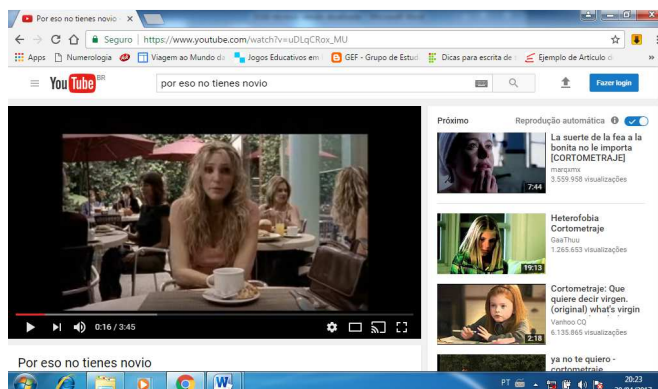 Por eso no tienes novio
Seguro | https://www.youtube.com/watch?v=uDLqCRox_MU
Apps
Numerologia
Viagem ao Mundo da
Jogos Educativos em
GEF - Grupo de Estud
Dicas para escrita de
Ejemplo de Articulo d
»
YouTube BR
por eso no tienes novio
Fazer login
Próximo
Reprodução automática
La suerte de la fea a la
bonita no le importa
[CORTOMETRAJE]
marqxmx
3.559.958 visualizações
7:44
Heterofobia
Cortometraje
GaaThuu
1.265.653 visualizações
19:13
Cortometraje: Que
quiere decir virgen.
(original) what's virgin
Vanhoo CQ
6.135.865 visualizações
2:18
ya no te quiero -
cortometraje
0:16 / 3:45
Por eso no tienes novio
PT
20:23